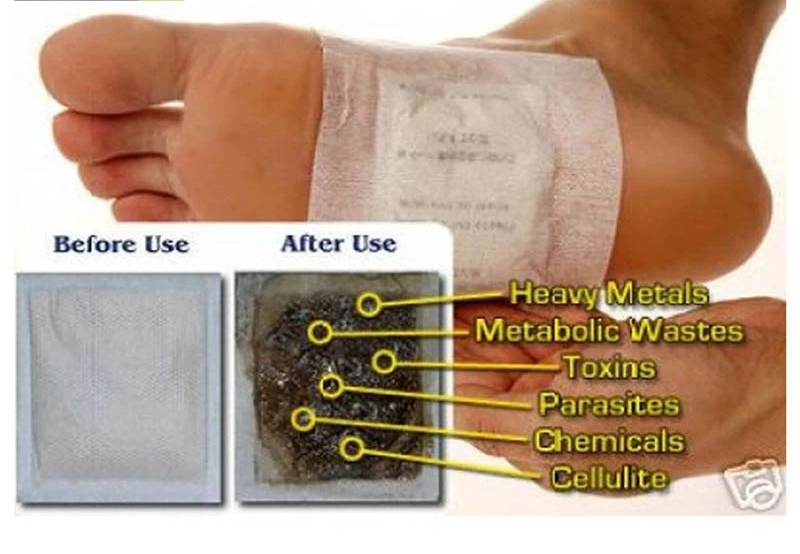 Before Use
After Use
Heavy Metals
Metabolic Wastes
Toxins
Parasites
Chemicals
Cellulite